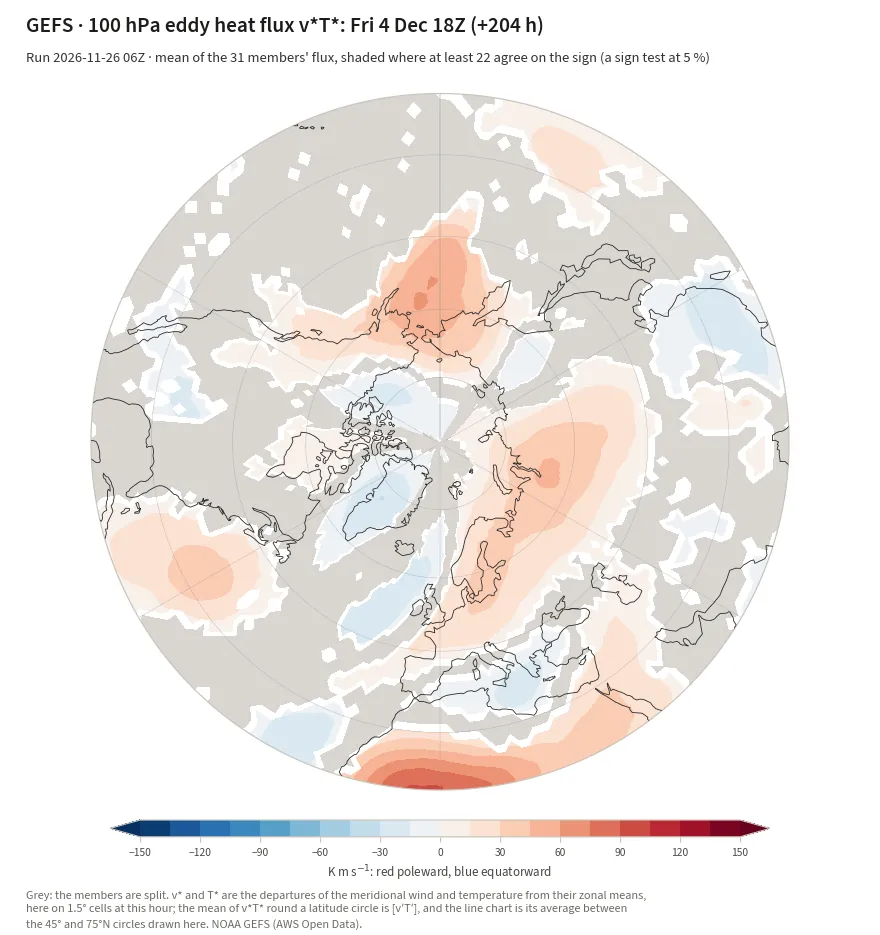 GEFS · 100 hPa eddy heat flux v*T*: Fri 4 Dec 18Z (+204 h)
Run 2026-11-26 06Z · mean of the 31 members' flux, shaded where at least 22 agree on the sign (a sign test at 5 %)
−150 −120 −90 −60 −30 0 30 60 90 120 150
K m s⁻¹: red poleward, blue equatorward
Grey: the members are split. v* and T* are the departures of the meridional wind and temperature from their zonal means,
here on 1.5° cells at this hour; the mean of v*T* round a latitude circle is [v'T'], and the line chart is its average between
the 45° and 75°N circles drawn here. NOAA GEFS (AWS Open Data).